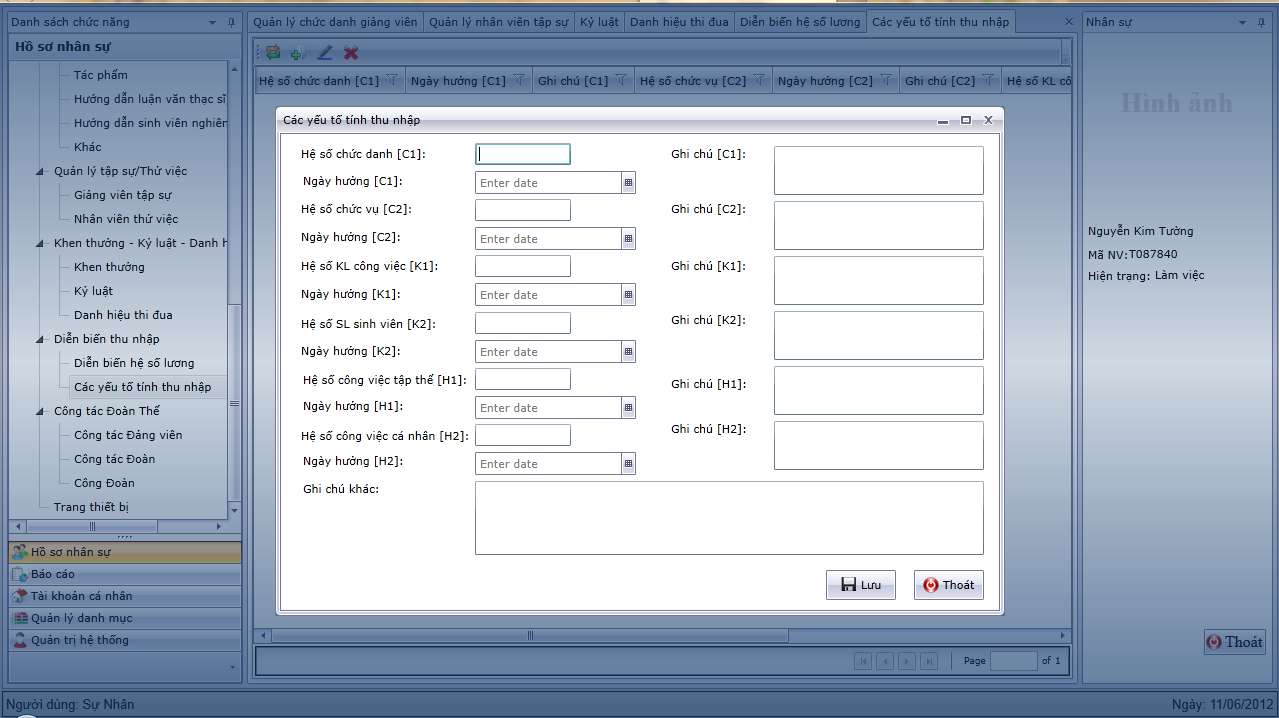 Danh sách chức năng
Hồ sơ nhân sự
Tác phẩm
Hướng dẫn luận văn thạc sĩ,
Hướng dẫn sinh viên nghiên
Khác
Quản lý tập sự/Thử việc
Giảng viên tập sự
Nhân viên thử việc
Khen thưởng - Kỷ luật - Danh h
Khen thưởng
Kỷ luật
Danh hiệu thi đua
Diễn biến thu nhập
Diễn biến hệ số lương
Các yếu tố tính thu nhập
Công tác Đoàn Thể
Công tác Đảng viên
Công tác Đoàn
Công Đoàn
Trang thiết bị
Hồ sơ nhân sự
Báo cáo
Tài khoản cá nhân
Quản lý danh mục
Quản trị hệ thống
Quản lý chức danh giảng viên
Quản lý nhân viên tập sự
Kỷ luật
Danh hiệu thi đua
Diễn biến hệ số lương
Các yếu tố tính thu nhập
Hệ số chức danh [C1]
Ngày hưởng [C1]
Ghi chú [C1]
Hệ số chức vụ [C2]
Ngày hưởng [C2]
Ghi chú [C2]
Hệ số KL cô
Các yếu tố tính thu nhập
Hệ số chức danh [C1]:
Ghi chú [C1]:
Ngày hưởng [C1]:
Enter date
Hệ số chức vụ [C2]:
Ghi chú [C2]:
Ngày hưởng [C2]:
Enter date
Hệ số KL công việc [K1]:
Ghi chú [K1]:
Ngày hưởng [K1]:
Enter date
Hệ số SL sinh viên [K2]:
Ghi chú [K2]:
Ngày hưởng [K2]:
Enter date
Hệ số công việc tập thể [H1]:
Ghi chú [H1]:
Ngày hưởng [H1]:
Enter date
Hệ số công việc cá nhân [H2]:
Ghi chú [H2]:
Ngày hưởng [H2]:
Enter date
Ghi chú khác:
Lưu
Thoát
Page
of 1
Nhân sự
Hình ảnh
Nguyễn Kim Tường
Mã NV:T087840
Hiện trạng: Làm việc
Thoát
Người dùng: Sự Nhân
Ngày: 11/06/2012